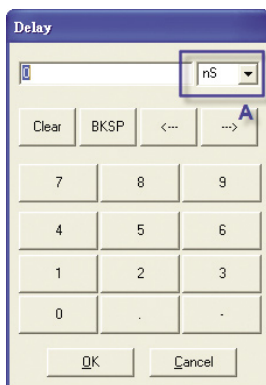 Delay
0 nS
A
Clear BKSP <--- --->
7 8 9
4 5 6
1 2 3
0 . -
OK Cancel